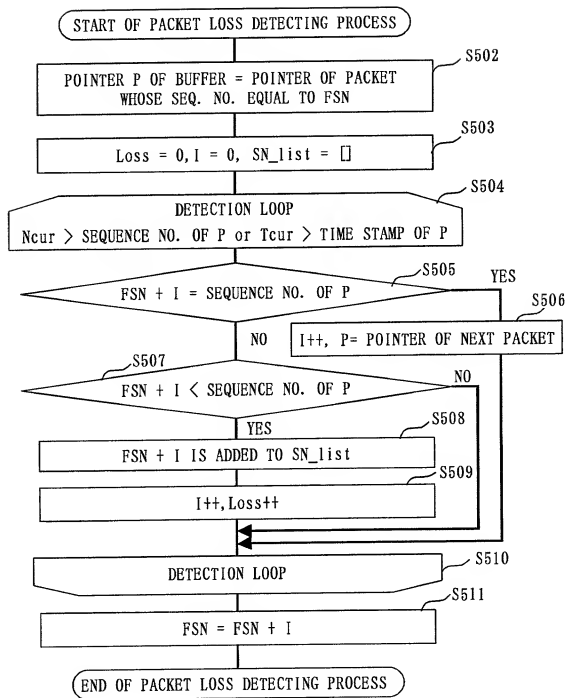 START OF PACKET LOSS DETECTING PROCESS
S502
POINTER P OF BUFFER = POINTER OF PACKET
WHOSE SEQ. NO. EQUAL TO FSN
S503
Loss = 0, I = 0, SN_list = []
S504
DETECTION LOOP
Ncur > SEQUENCE NO. OF P or Tcur > TIME STAMP OF P
S505
YES
FSN + I = SEQUENCE NO. OF P
S506
NO
I++, P= POINTER OF NEXT PACKET
S507
NO
FSN + I < SEQUENCE NO. OF P
YES
S508
FSN + I IS ADDED TO SN_list
S509
I++, Loss++
S510
DETECTION LOOP
S511
FSN = FSN + I
END OF PACKET LOSS DETECTING PROCESS